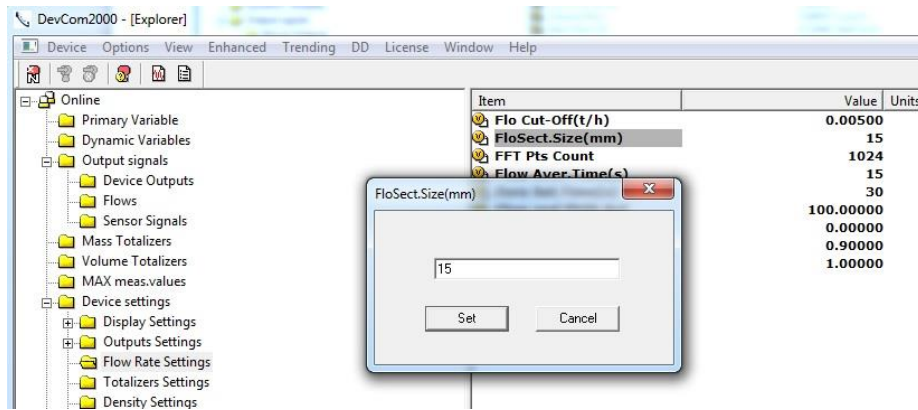 DevCom2000 - [Explorer]
Device Options View Enhanced Trending DD License Window Help
Online
Primary Variable
Dynamic Variables
Output signals
Device Outputs
Flows
Sensor Signals
Mass Totalizers
Volume Totalizers
MAX meas.values
Device settings
Display Settings
Outputs Settings
Flow Rate Settings
Totalizers Settings
Density Settings
Item Value Units
Flo Cut-Off(t/h) 0.00500
FloSect.Size(mm) 15
FFT Pts Count 1024
Flow Aver.Time(s) 15
30
100.00000
0.00000
0.90000
1.00000
FloSect.Size(mm)
15
Set Cancel